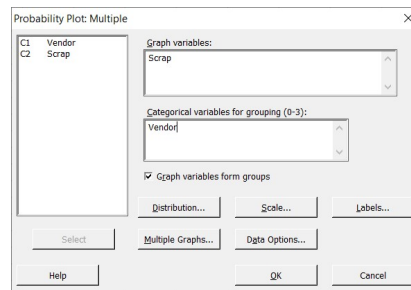 Probability Plot: Multiple
C1 Vendor
C2 Scrap
Graph variables:
Scrap
Categorical variables for grouping (0-3):
Vendor
Graph variables form groups
Distribution...
Scale...
Labels...
Select
Multiple Graphs...
Data Options...
Help
OK
Cancel